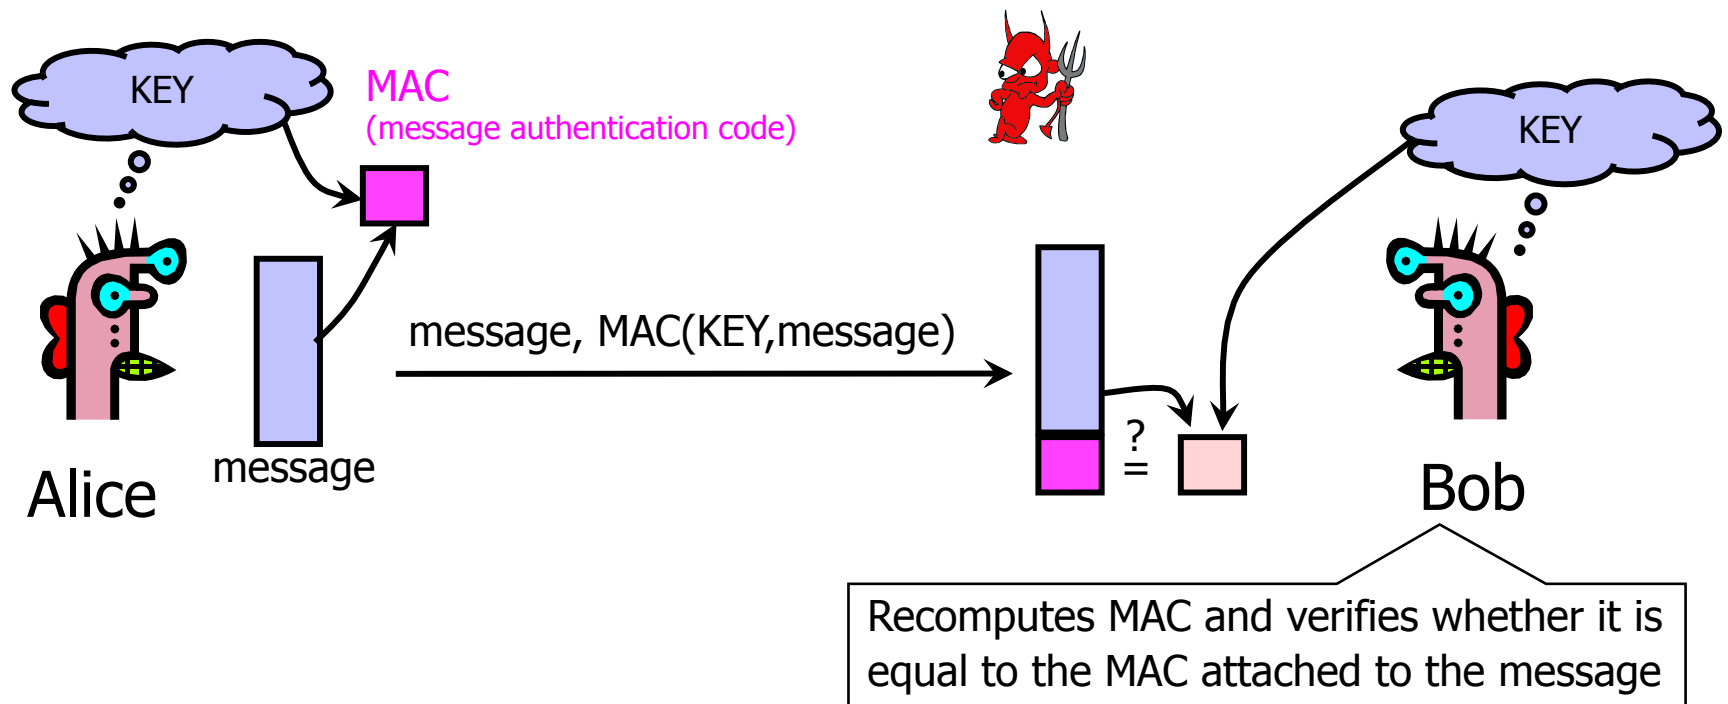 KEY
MAC
(message authentication code)
KEY
message, MAC(KEY,message)
message
?
=
Alice
Bob
Recomputes MAC and verifies whether it is
equal to the MAC attached to the message